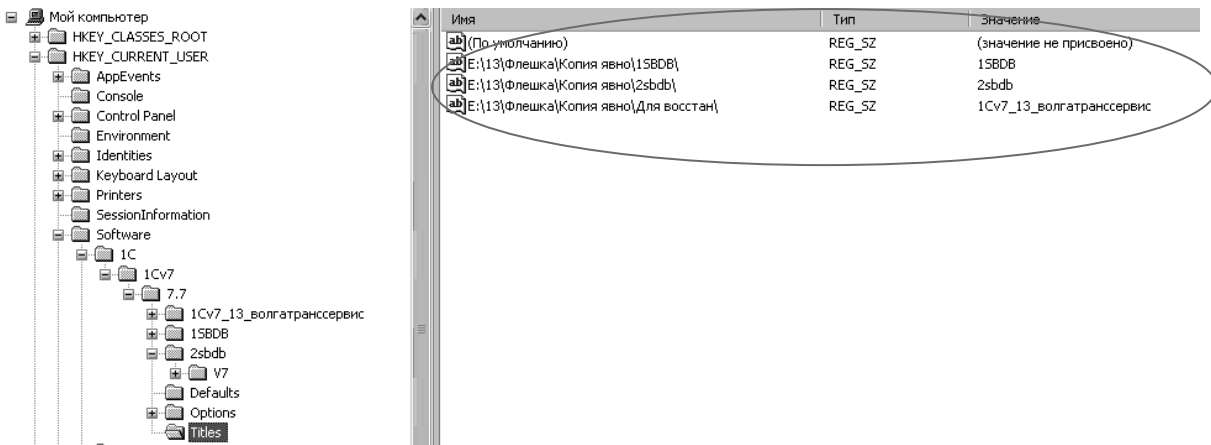 Мой компьютер
HKEY_CLASSES_ROOT
HKEY_CURRENT_USER
AppEvents
Console
Control Panel
Environment
Identities
Keyboard Layout
Printers
SessionInformation
Software
1C
1Cv7
7.7
1Cv7_13_волгатранссервис
1SBDB
2sbdb
V7
Defaults
Options
Titles
Имя Тип Значение
(По умолчанию) REG_SZ (значение не присвоено)
E:\13\Флешка\Копия явно\1SBDB\ REG_SZ 1SBDB
E:\13\Флешка\Копия явно\2sbdb\ REG_SZ 2sbdb
E:\13\Флешка\Копия явно\Для восстан\ REG_SZ 1Cv7_13_волгатранссервис